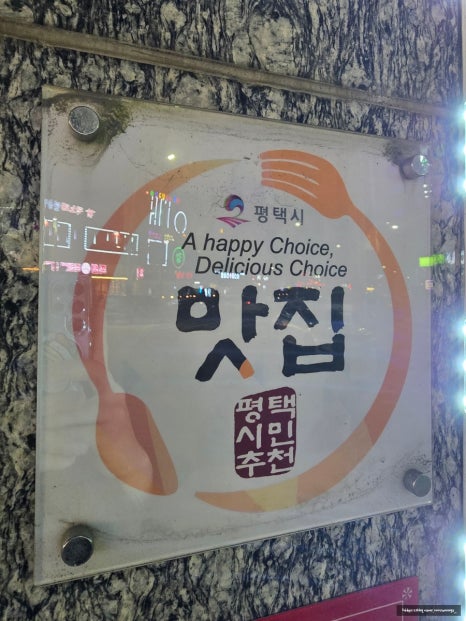 평택시
A happy Choice,
Delicious Choice
맛집
평택
시민
추천